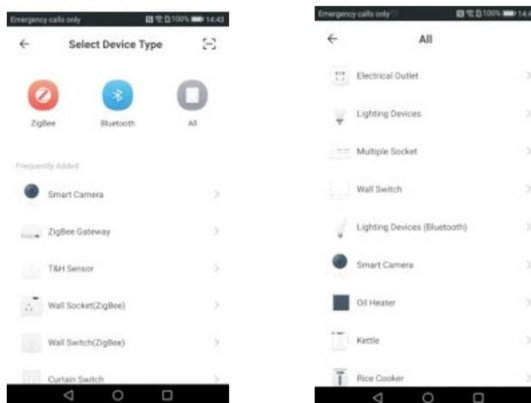 Emergency calls only
100% 14:43
Select Device Type
ZigBee
Bluetooth
All
Frequently Added
Smart Camera
ZigBee Gateway
T&H Sensor
Wall Socket(ZigBee)
Wall Switch(ZigBee)
Curtain Switch
Emergency calls only
100%
All
Electrical Outlet
Lighting Devices
Multiple Socket
Wall Switch
Lighting Devices (Bluetooth)
Smart Camera
Oil Heater
Kettle
Rice Cooker